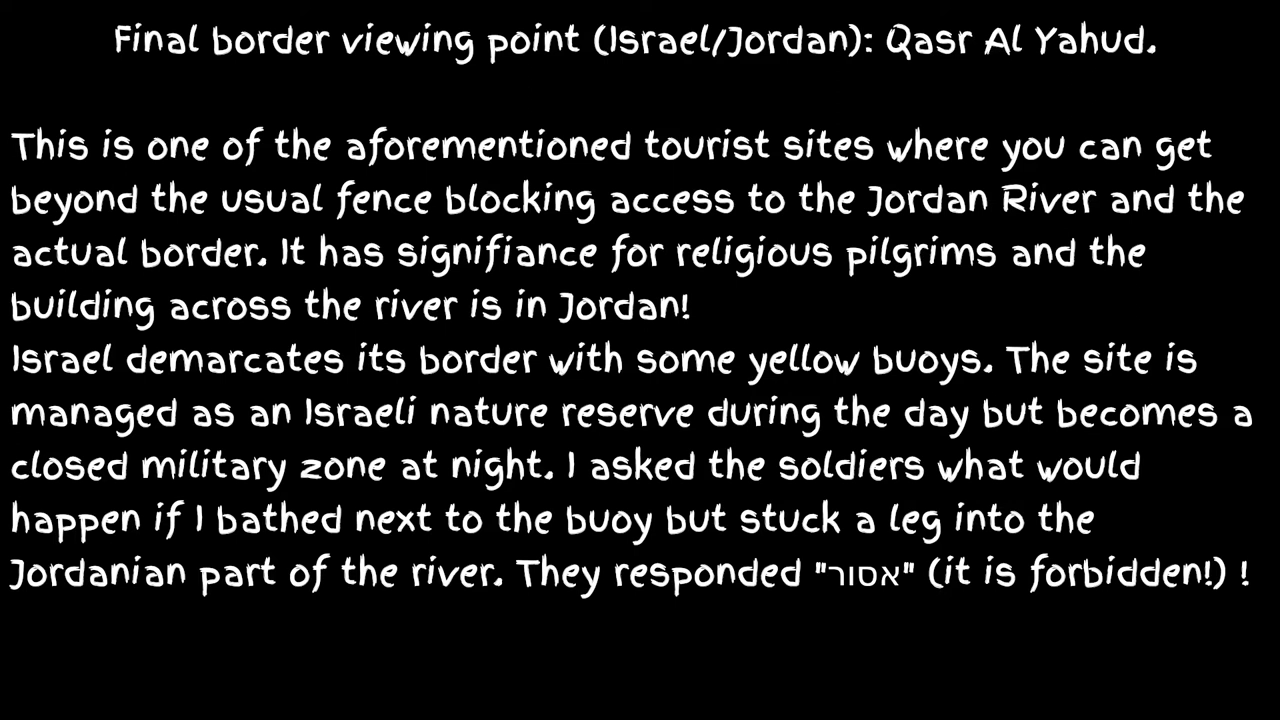 Final border viewing point (Israel/Jordan): Qasr Al Yahud.
This is one of the aforementioned tourist sites where you can get
beyond the usual fence blocking access to the Jordan River and the
actual border. It has signifiance for religious pilgrims and the
building across the river is in Jordan!
Israel demarcates its border with some yellow buoys. The site is
managed as an Israeli nature reserve during the day but becomes a
closed military zone at night. I asked the soldiers what would
happen if I bathed next to the buoy but stuck a leg into the
Jordanian part of the river. They responded "אסור" (it is forbidden!) !